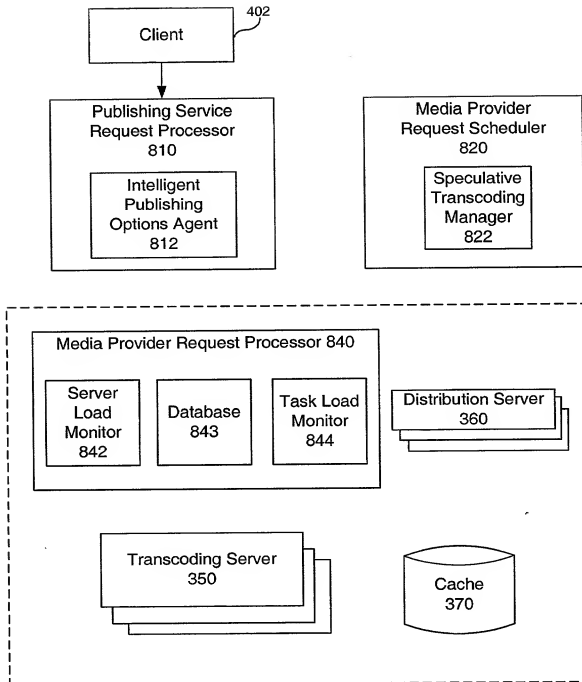 402
Client
Publishing Service
Request Processor
810
Intelligent
Publishing
Options Agent
812
Media Provider
Request Scheduler
820
Speculative
Transcoding
Manager
822
Media Provider Request Processor 840
Server
Load
Monitor
842
Database
843
Task Load
Monitor
844
Distribution Server
360
Transcoding Server
350
Cache
370